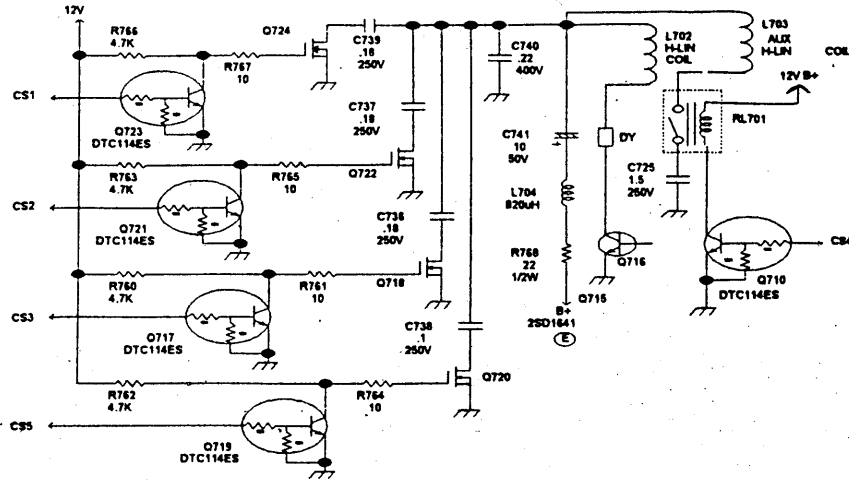 12V
R766
4.7K
Q724
R767
10
C739
.18
250V
C740
.22
400V
L702
H-LIN
COIL
L703
AUX
H-LIN
COIL
12V B+
CS1
Q723
DTC114ES
C737
.18
250V
RL701
C741
10
50V
DY
R763
4.7K
R765
10
Q722
C725
1.5
250V
CS2
Q721
DTC114ES
C736
.18
250V
L704
820uH
R768
22
1/2W
Q716
CS4
Q710
DTC114ES
R760
4.7K
R761
10
Q718
Q715
B+
2SD1641
E
CS3
Q717
DTC114ES
C738
.1
250V
R762
4.7K
R764
10
Q720
CS5
Q719
DTC114ES